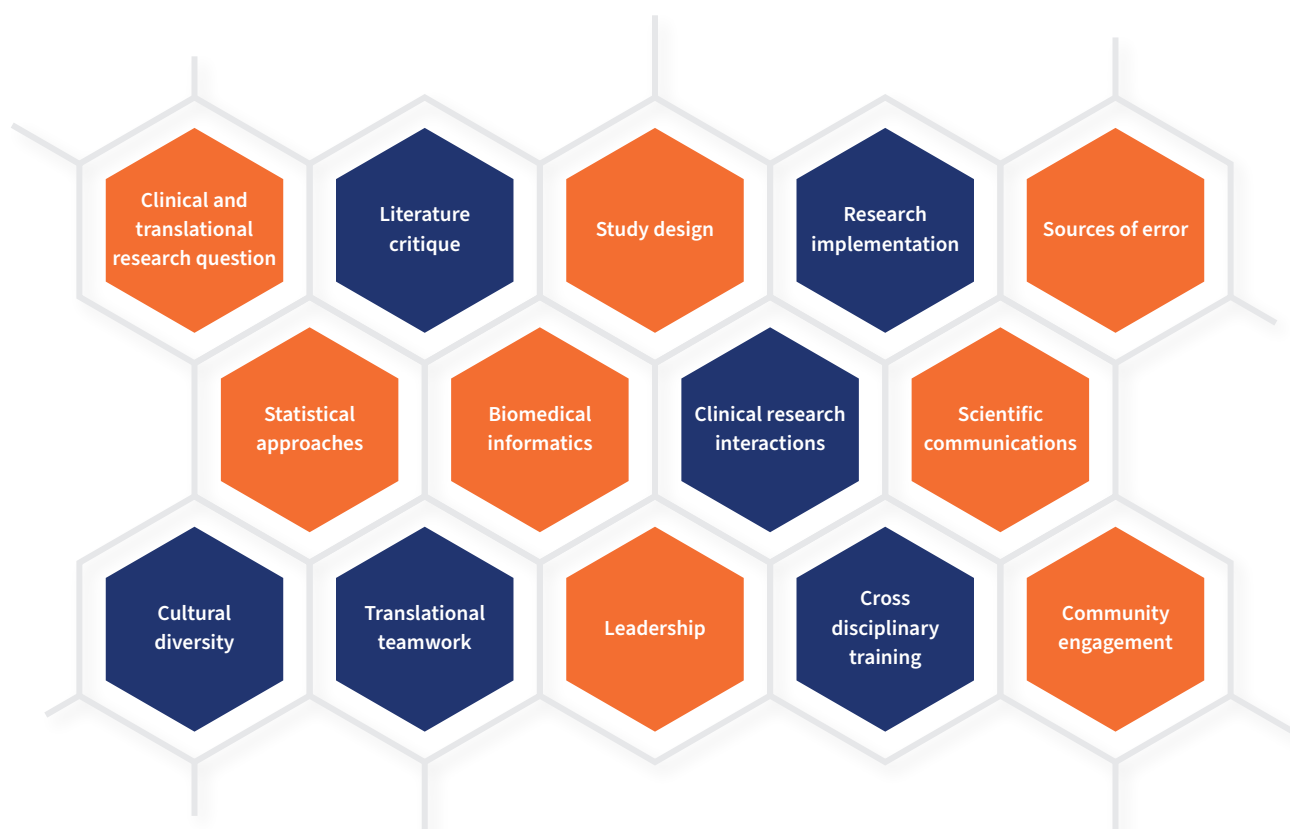 Clinical and
translational
research question
Literature
critique
Study design
Research
implementation
Sources of error
Statistical
approaches
Biomedical
informatics
Clinical research
interactions
Scientific
communications
Cultural
diversity
Translational
teamwork
Leadership
Cross
disciplinary
training
Community
engagement